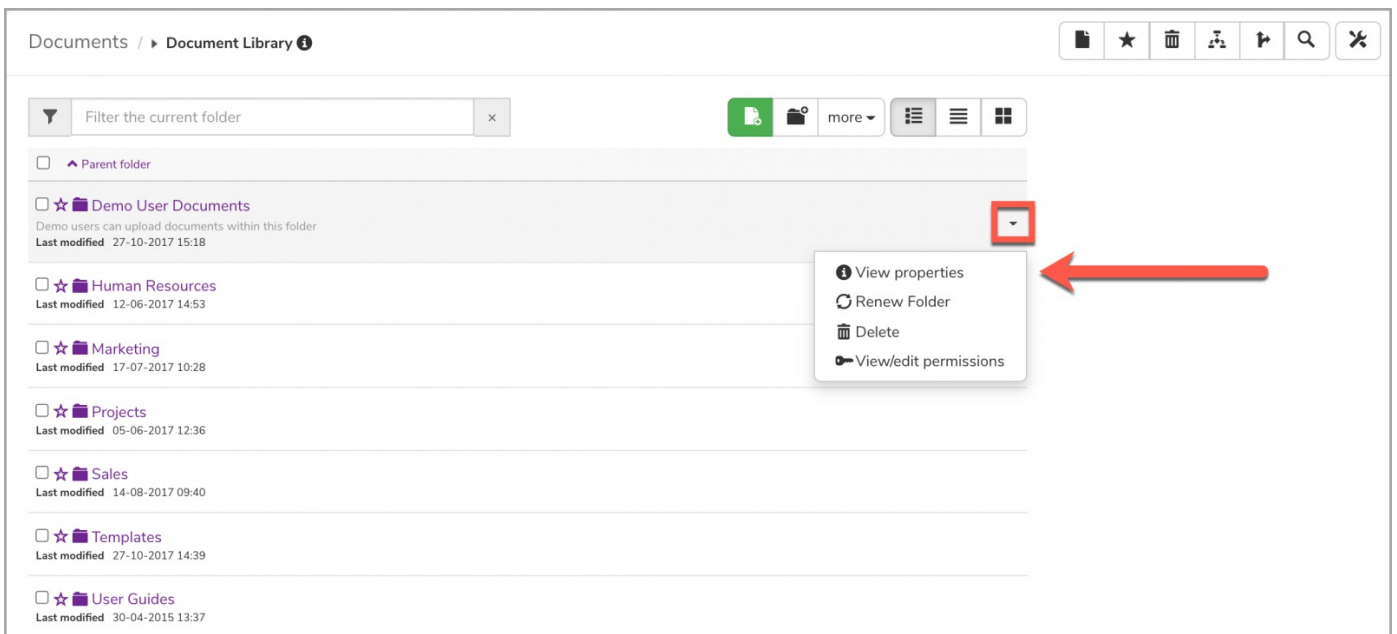 Documents / Document Library
Filter the current folder ×
more
Parent folder
Demo User Documents
Demo users can upload documents within this folder
Last modified 27-10-2017 15:18
View properties
Renew Folder
Delete
View/edit permissions
Human Resources
Last modified 12-06-2017 14:53
Marketing
Last modified 17-07-2017 10:28
Projects
Last modified 05-06-2017 12:36
Sales
Last modified 14-08-2017 09:40
Templates
Last modified 27-10-2017 14:39
User Guides
Last modified 30-04-2015 13:37